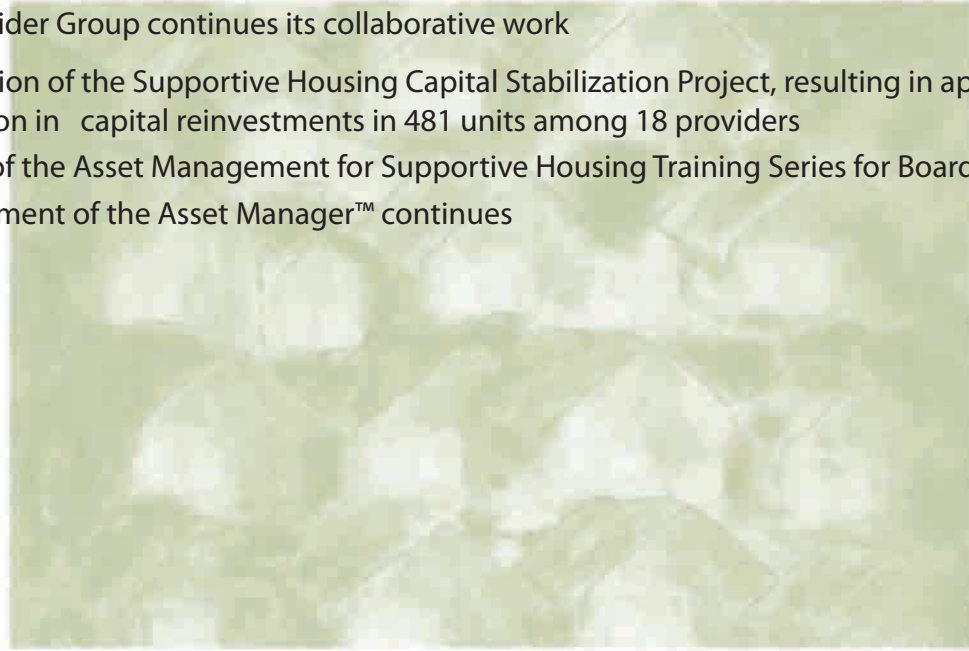 ider Group continues its collaborative work
ion of the Supportive Housing Capital Stabilization Project, resulting in ap
on in capital reinvestments in 481 units among 18 providers
of the Asset Management for Supportive Housing Training Series for Board
ment of the Asset Manager™ continues